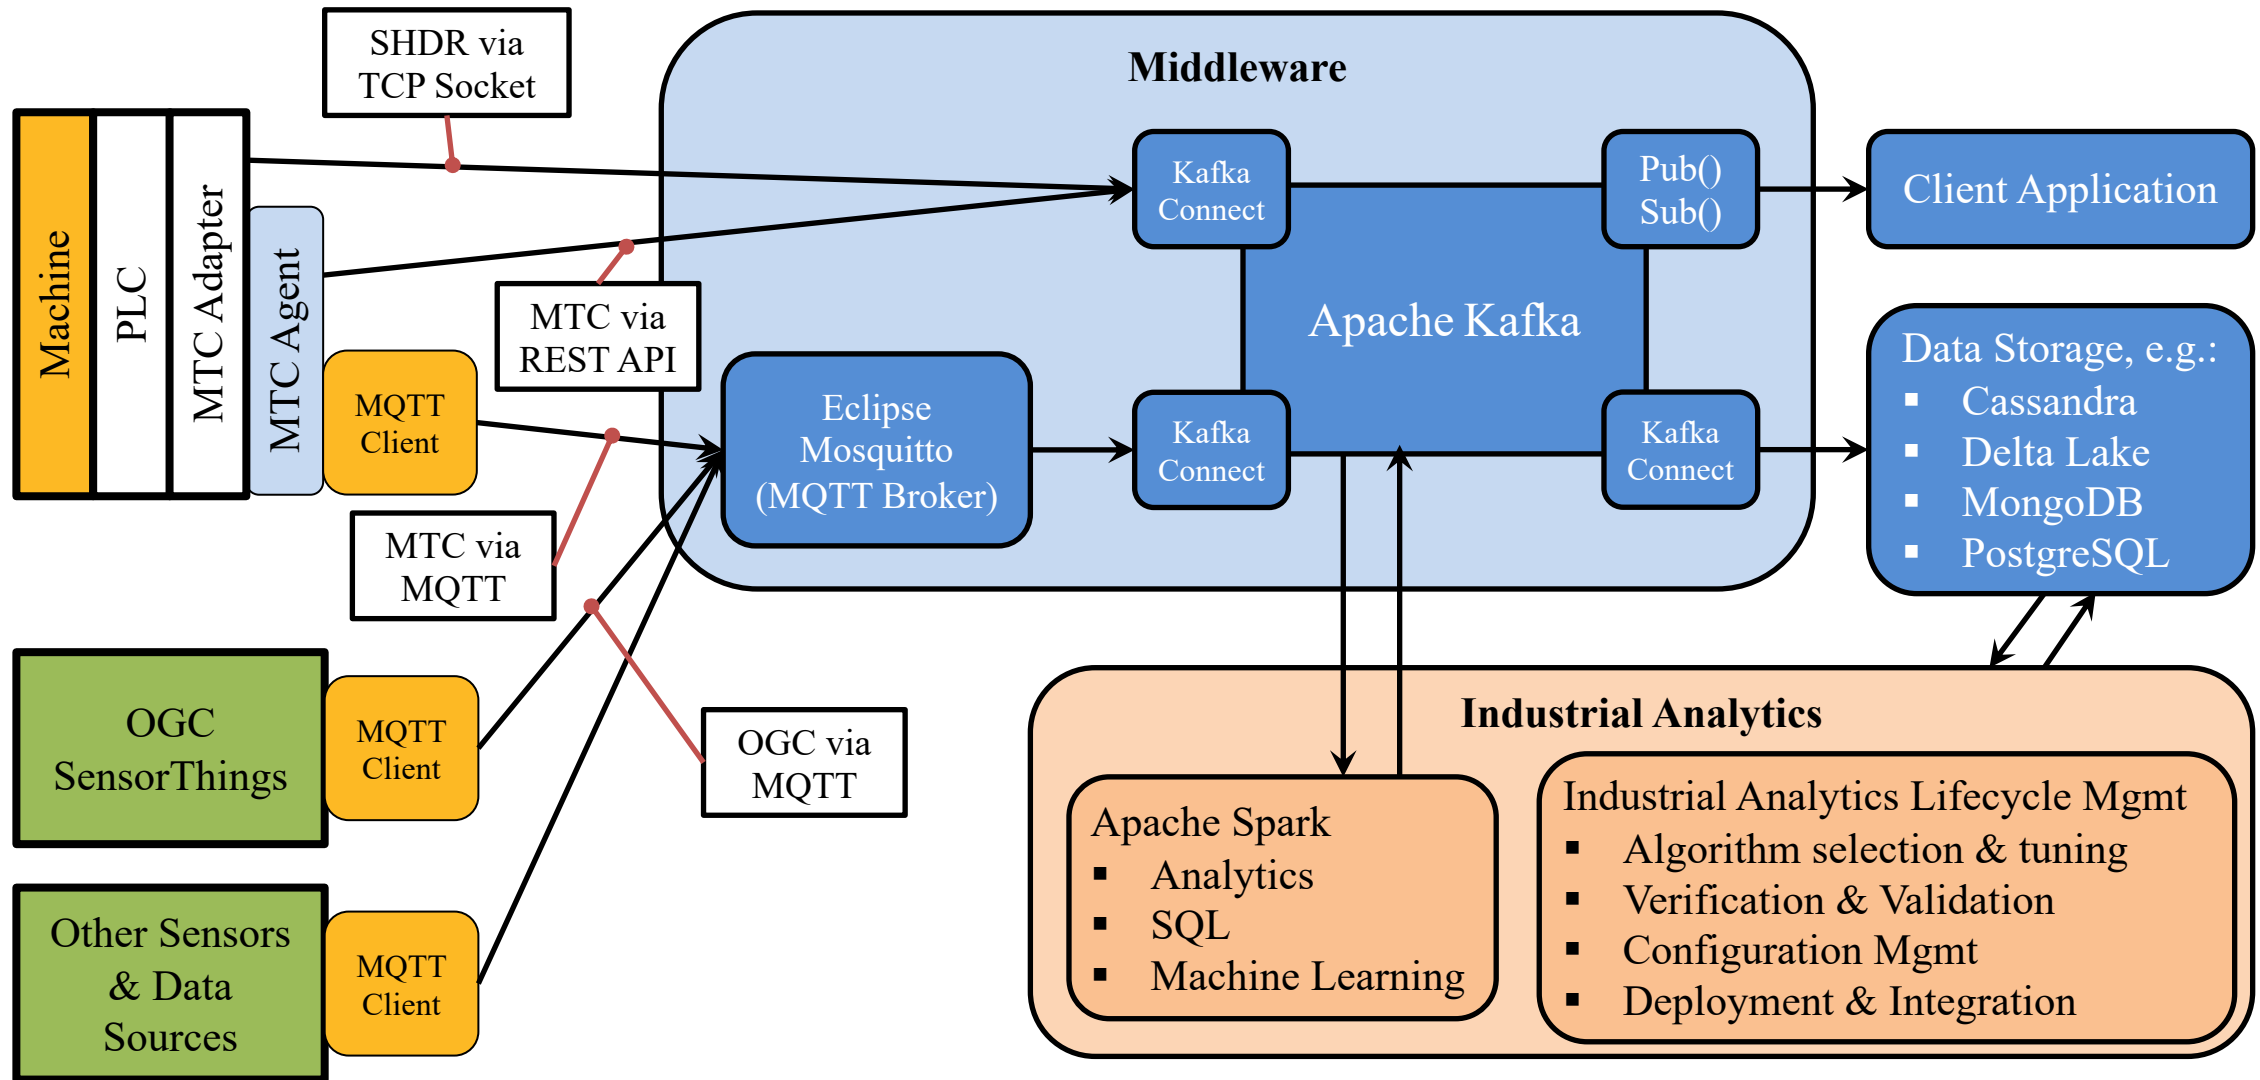 SHDR via
TCP Socket
Middleware
Machine
PLC
MTC Adapter
MTC Agent
MQTT
Client
MTC via
REST API
MTC via
MQTT
Kafka
Connect
Pub()
Sub()
Client Application
Apache Kafka
Eclipse
Mosquitto
(MQTT Broker)
Kafka
Connect
Kafka
Connect
Data Storage, e.g.:
▪ Cassandra
▪ Delta Lake
▪ MongoDB
▪ PostgreSQL
OGC
SensorThings
MQTT
Client
OGC via
MQTT
Other Sensors
& Data
Sources
MQTT
Client
Industrial Analytics
Apache Spark
▪ Analytics
▪ SQL
▪ Machine Learning
Industrial Analytics Lifecycle Mgmt
▪ Algorithm selection & tuning
▪ Verification & Validation
▪ Configuration Mgmt
▪ Deployment & Integration